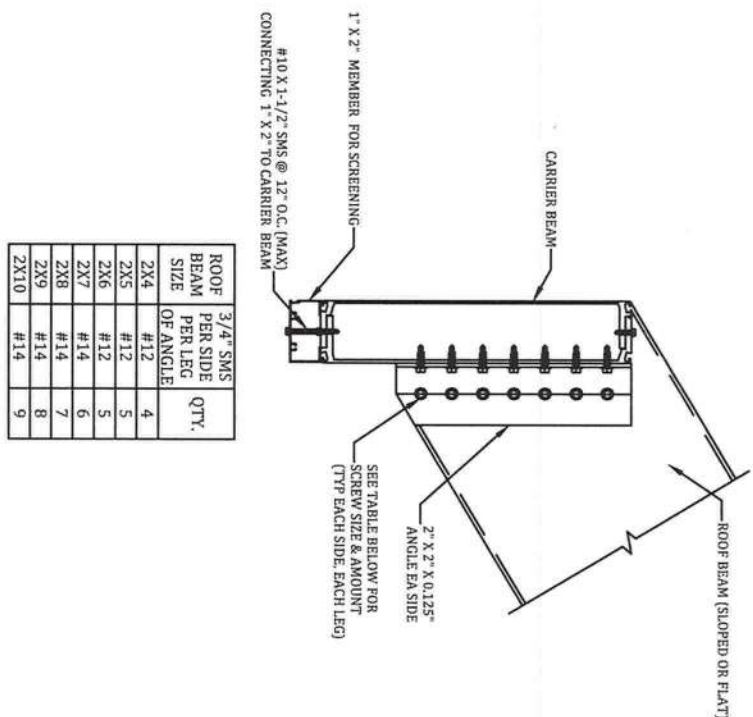 ROOF BEAM (SLOPED OR FLAT)
CARRIER BEAM
2" X 2" X 0.125"
ANGLE EA SIDE
1" X 2" MEMBER FOR SCREENING
SEE TABLE BELOW FOR
SCREW SIZE & AMOUNT
(TYP EACH SIDE, EACH LEG)
#10 X 1-1/2" SMS @ 12" O.C. (MAX)
CONNECTING 1" X 2" TO CARRIER BEAM
ROOF BEAM SIZE 3/4" SMS PER SIDE PER LEG OF ANGLE QTY.
2X4 #12 4
2X5 #12 5
2X6 #12 5
2X7 #14 6
2X8 #14 7
2X9 #14 8
2X10 #14 9